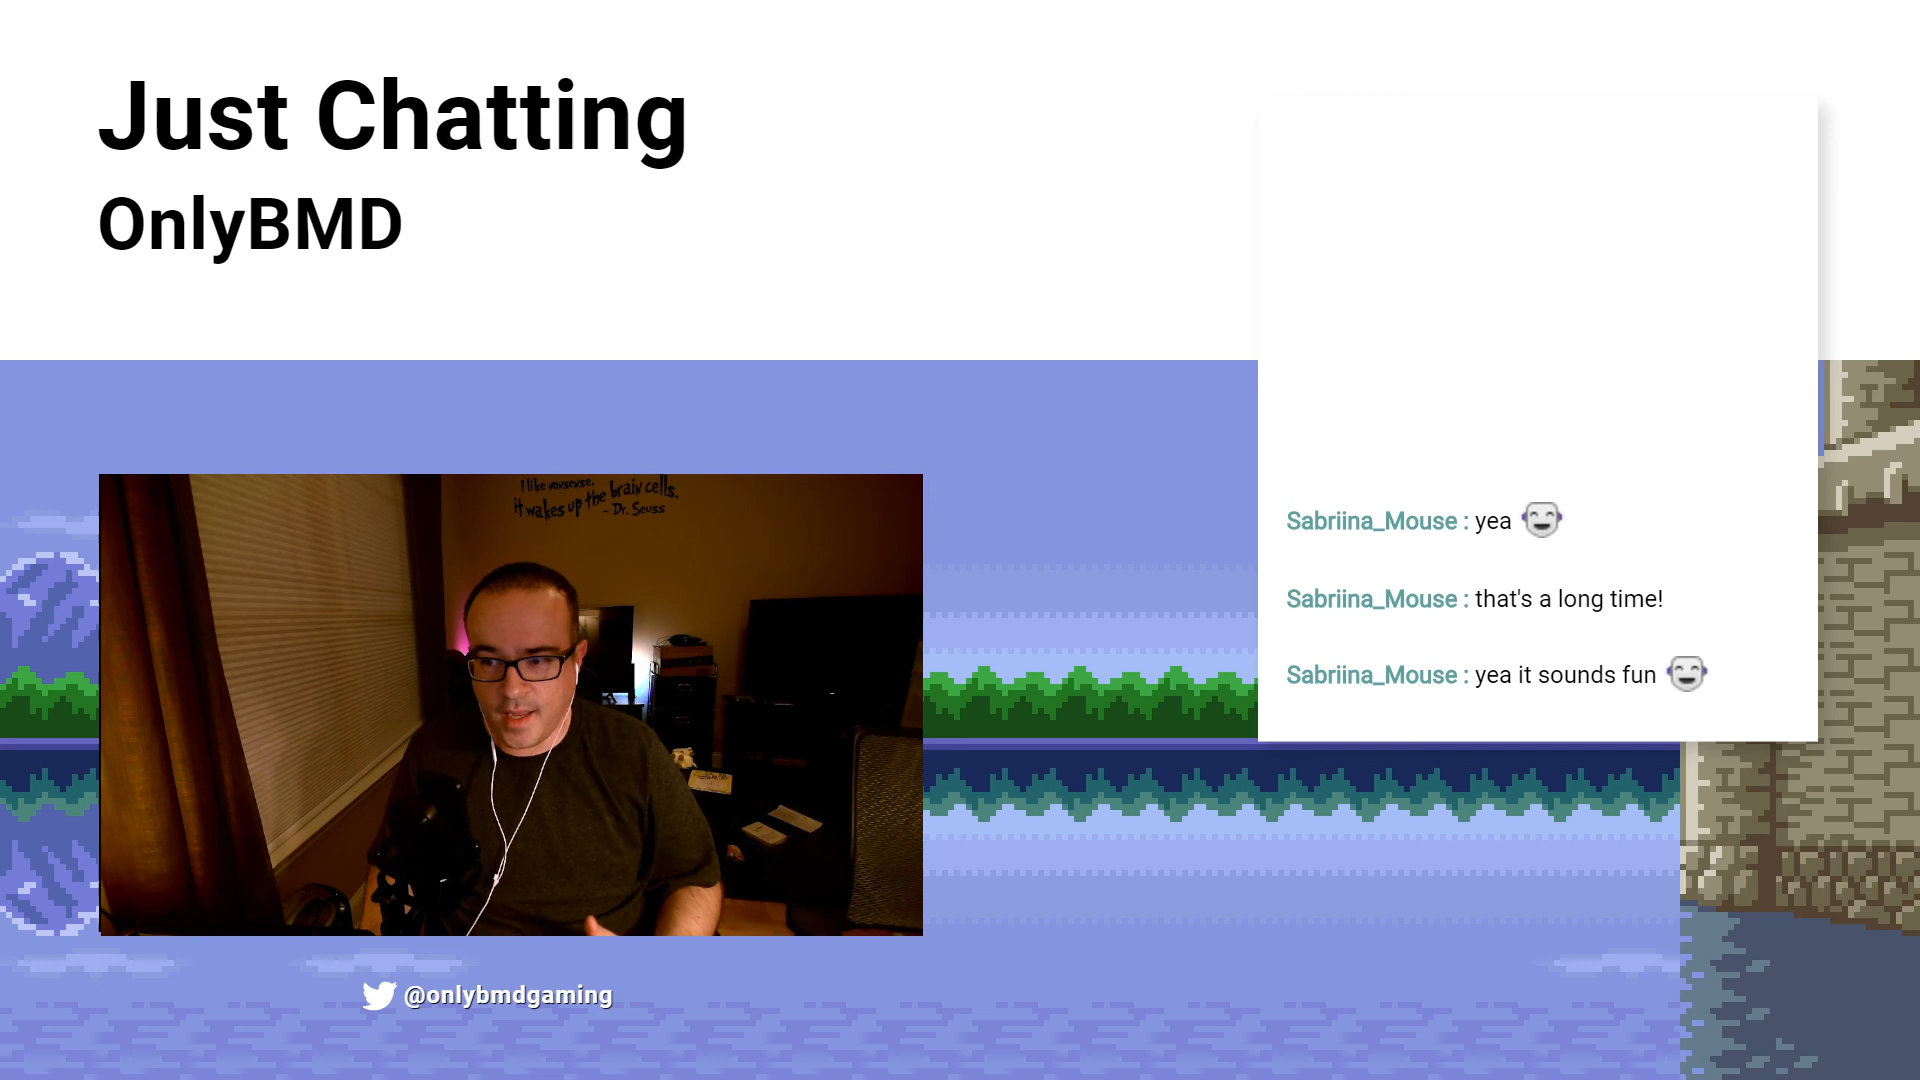 Just Chatting
OnlyBMD
I like nonsense,
it wakes up the brain cells.
- Dr. Seuss
Sabriina_Mouse : yea
Sabriina_Mouse : that's a long time!
Sabriina_Mouse : yea it sounds fun
@onlybmdgaming